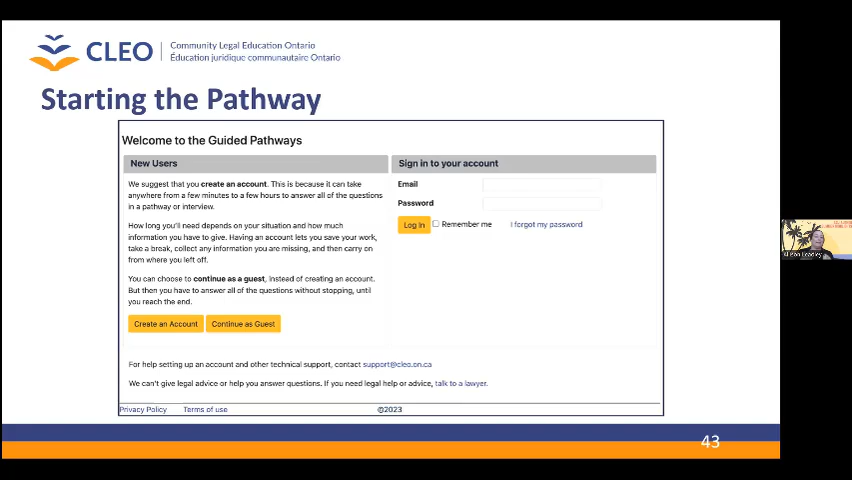 CLEO
Community Legal Education Ontario
Éducation juridique communautaire Ontario
Starting the Pathway
Welcome to the Guided Pathways
New Users
We suggest that you create an account. This is because it can take
anywhere from a few minutes to a few hours to answer all of the questions
in a pathway or interview.
How long you'll need depends on your situation and how much
information you have to give. Having an account lets you save your work,
take a break, collect any information you are missing, and then carry on
from where you left off.
You can choose to continue as a guest, instead of creating an account.
But then you have to answer all of the questions without stopping, until
you reach the end.
Create an Account Continue as Guest
Sign in to your account
Email
Password
Log In Remember me I forgot my password
For help setting up an account and other technical support, contact support@cleo.on.ca
We can't give legal advice or help you answer questions. If you need legal help or advice, talk to a lawyer.
Privacy Policy Terms of use ©2023
43